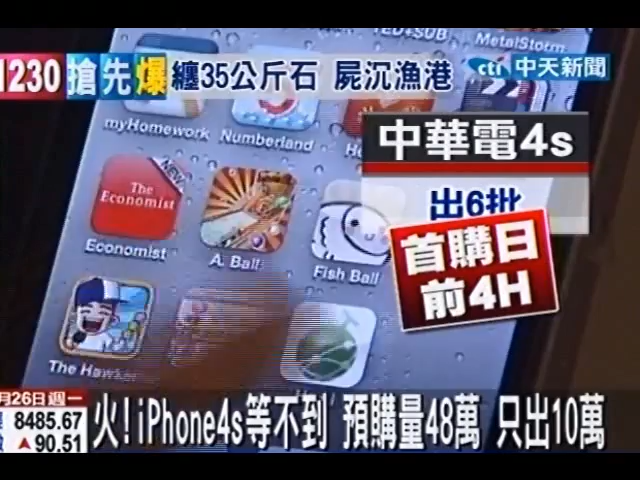 TED+SUB
MetalStorm
1230 搶先爆 纏35公斤石 屍沉漁港
cti 中天新聞
myHomework
Numberland
中華電4s
出6批
首購日
前4H
NEW
The
Economist
Economist
A. Ball
Fish Ball
The Hawker
月26日週一
8485.67
▲90.51
火!iPhone4s等不到 預購量48萬 只出10萬